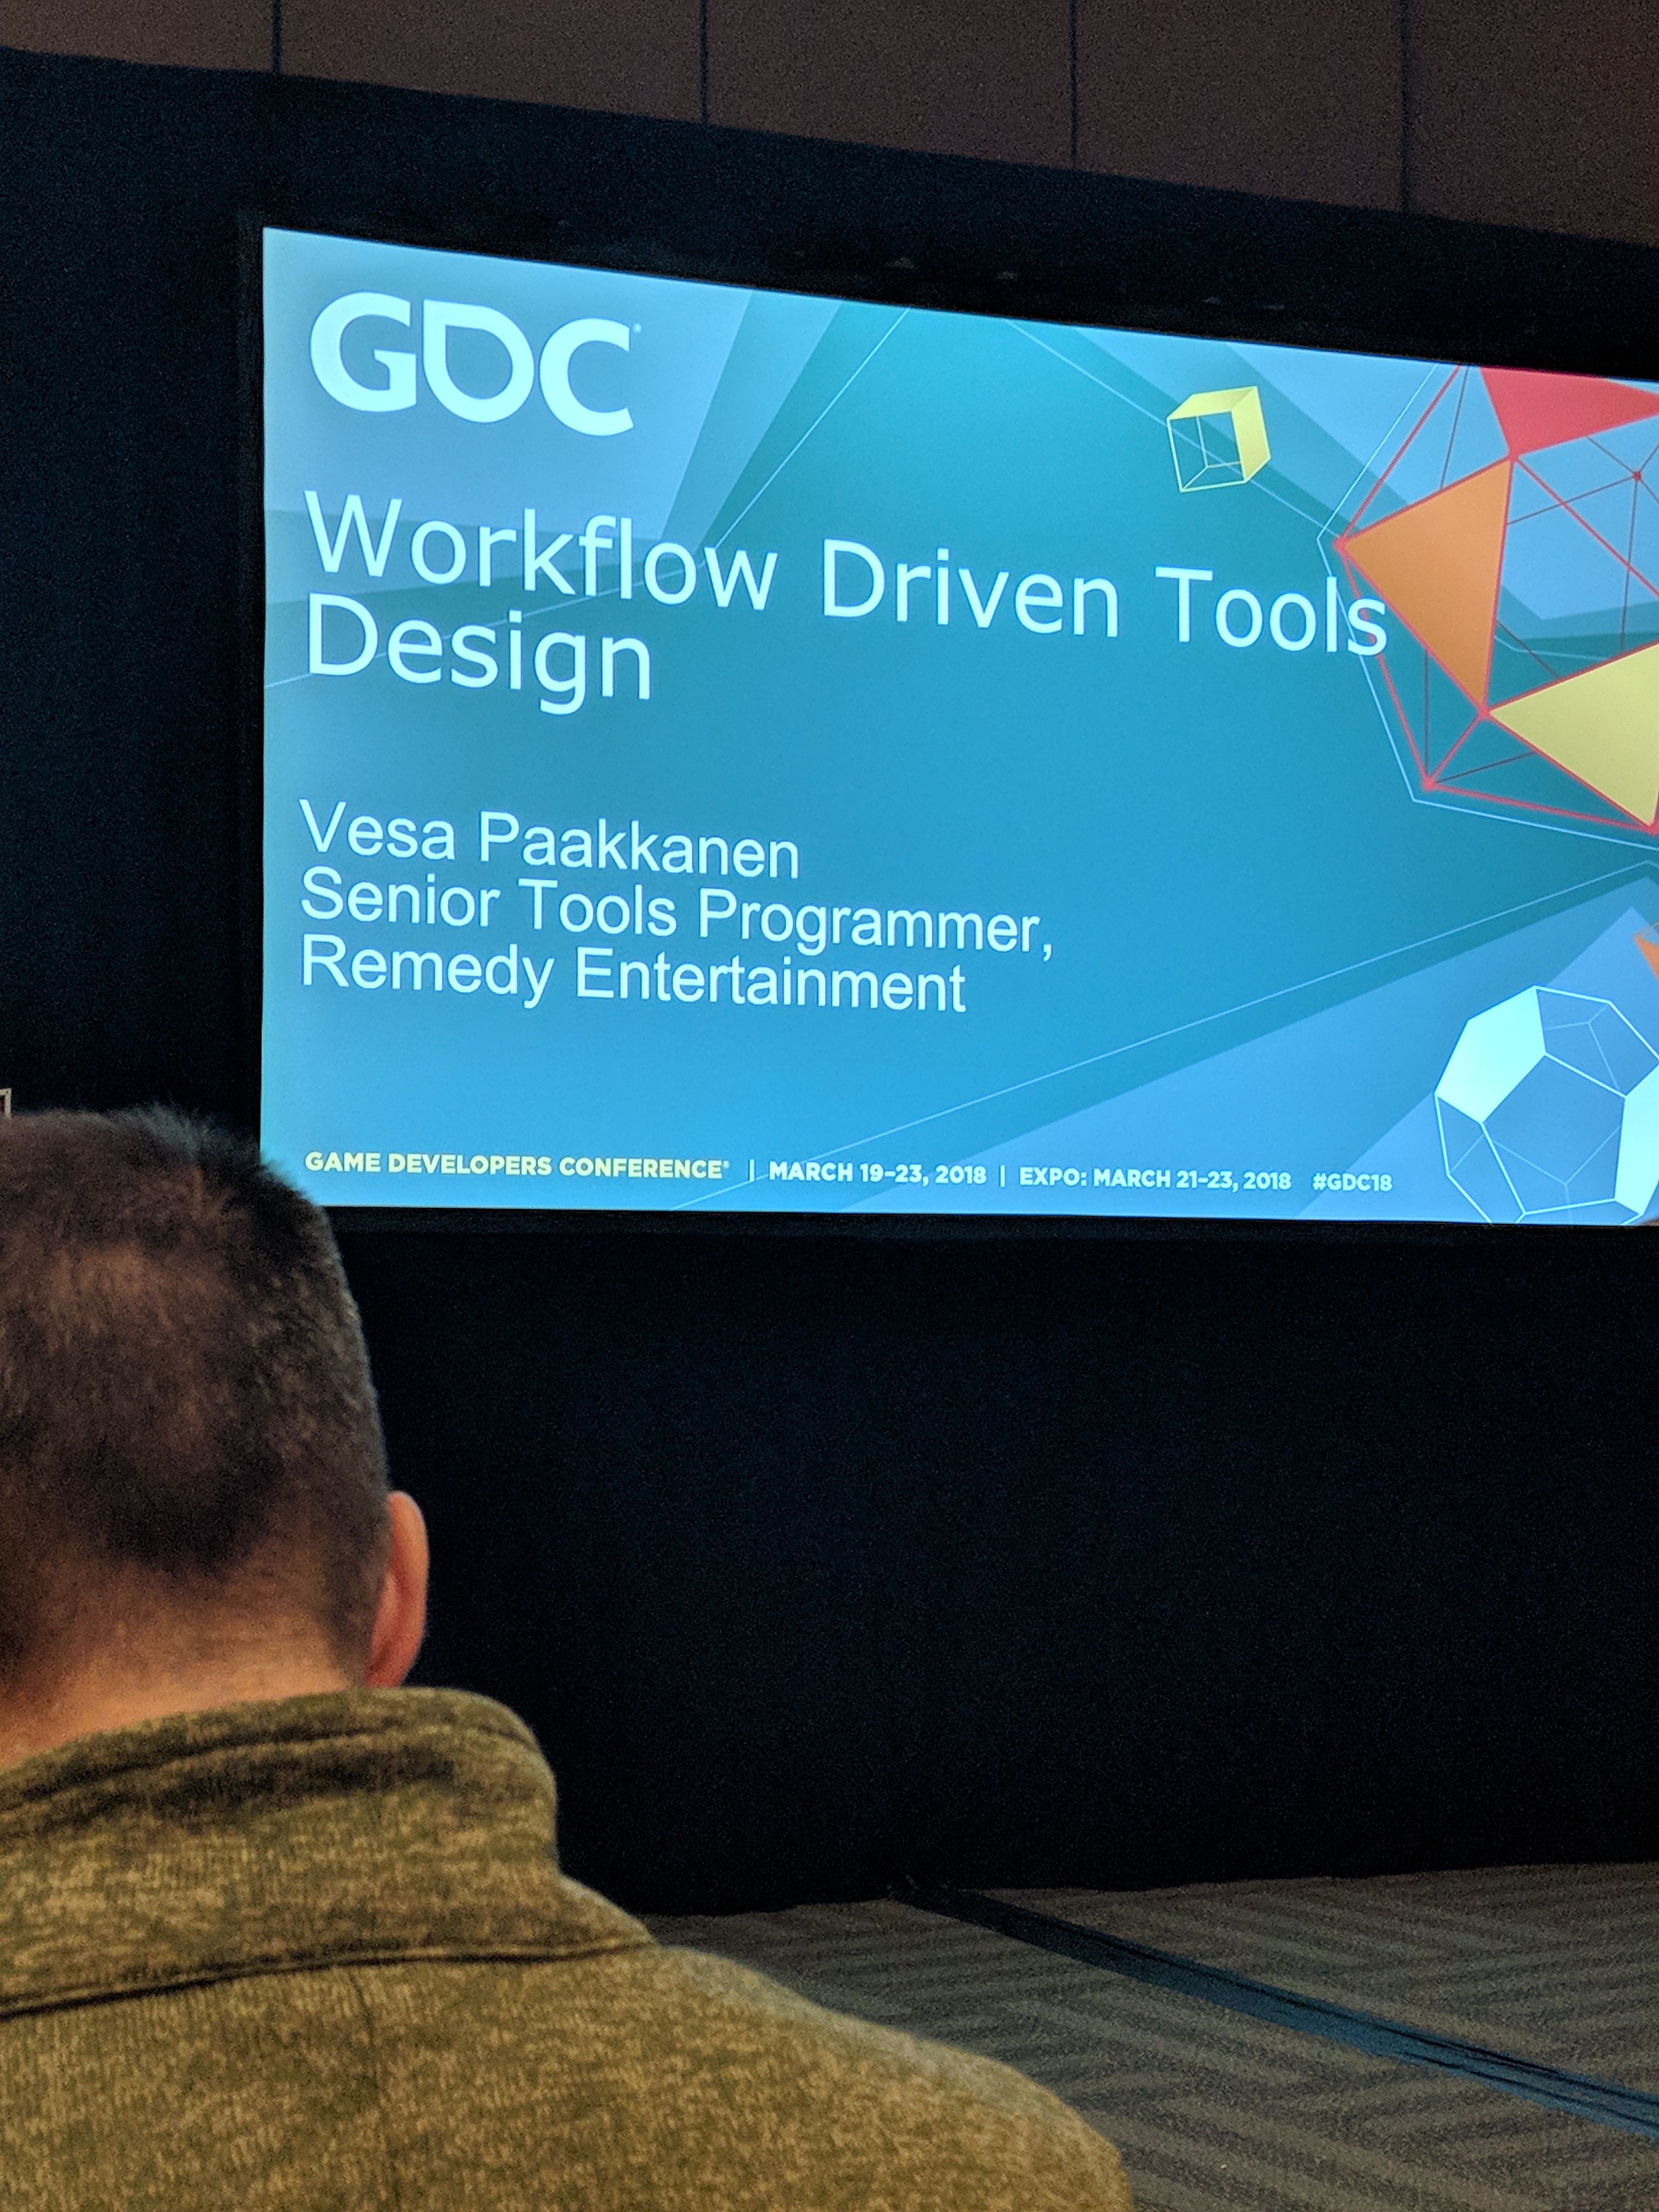 GDC
Workflow Driven Tools
Design
Vesa Paakkanen
Senior Tools Programmer,
Remedy Entertainment
GAME DEVELOPERS CONFERENCE® | MARCH 19–23, 2018 | EXPO: MARCH 21–23, 2018 #GDC18